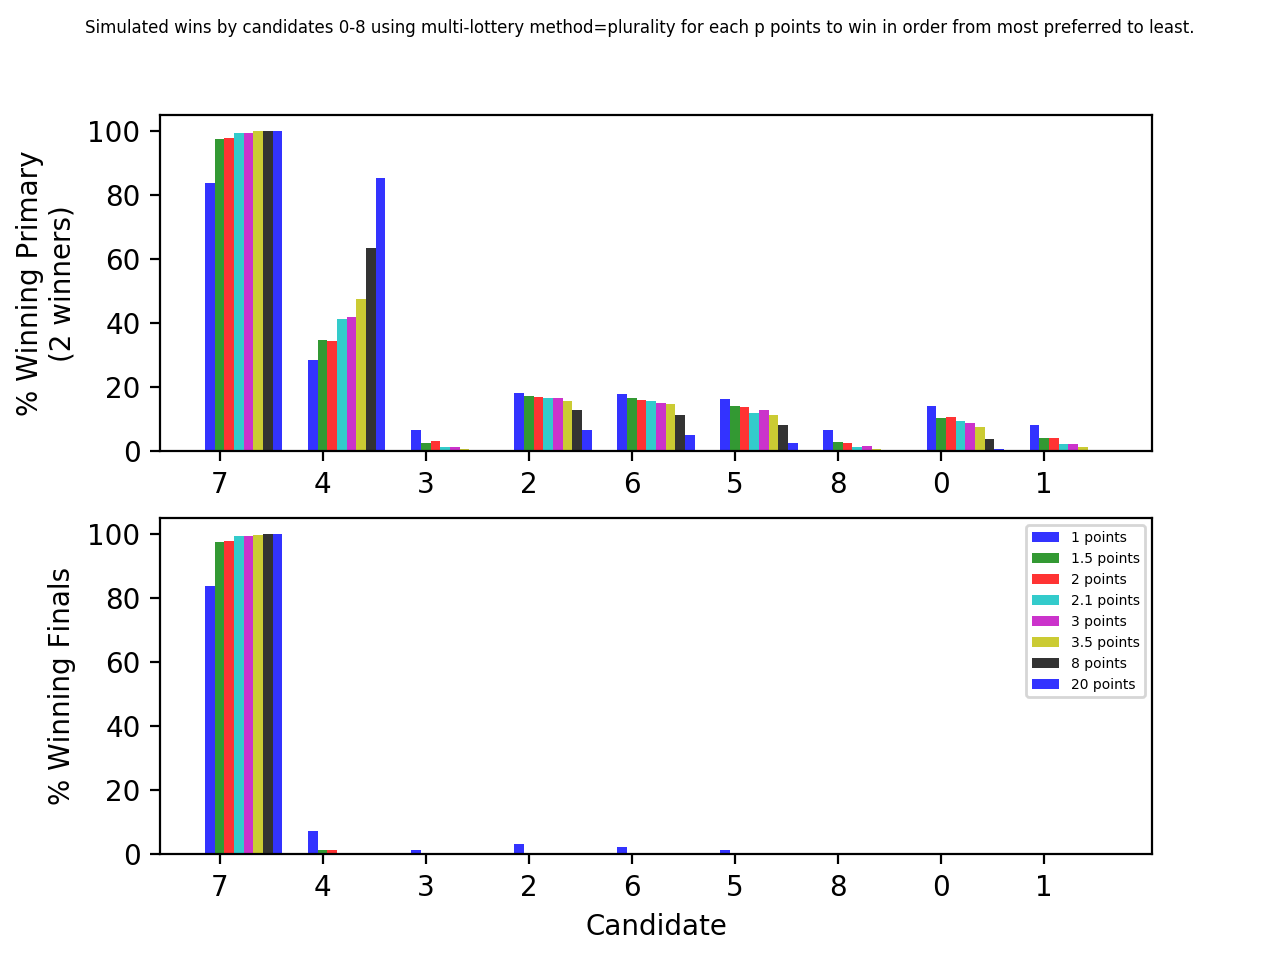 Simulated wins by candidates 0-8 using multi-lottery method=plurality for each p points to win in order from most preferred to least.
% Winning Primary
(2 winners)
100
80
60
40
20
0
7 4 3 2 6 5 8 0 1
% Winning Finals
100
80
60
40
20
0
1 points
1.5 points
2 points
2.1 points
3 points
3.5 points
8 points
20 points
7 4 3 2 6 5 8 0 1
Candidate